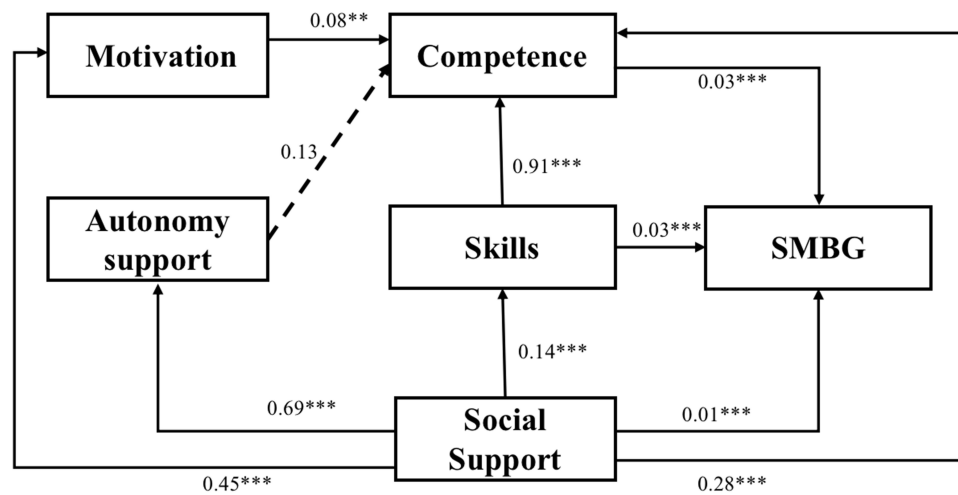 0.08**
Motivation
Competence
0.03***
0.13
0.91***
Autonomy
support
Skills
0.03***
SMBG
0.14***
0.69***
Social
Support
0.01***
0.45***
0.28***